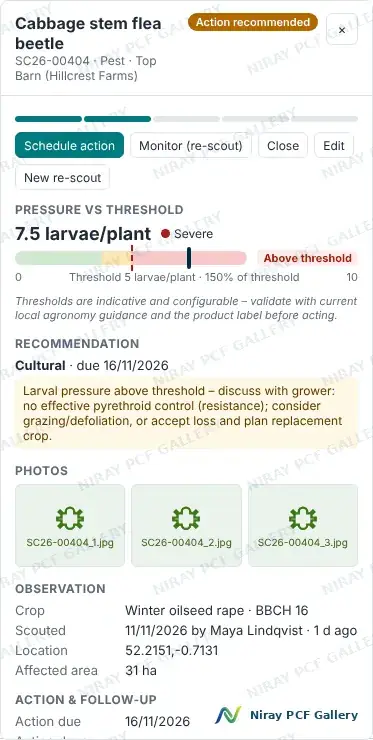 Cabbage stem flea
beetle
Action recommended
×
SC26-00404 · Pest · Top
Barn (Hillcrest Farms)
Schedule action
Monitor (re-scout)
Close
Edit
New re-scout
PRESSURE VS THRESHOLD
7.5 larvae/plant
Severe
Above threshold
0
Threshold 5 larvae/plant · 150% of threshold
10
Thresholds are indicative and configurable – validate with current
local agronomy guidance and the product label before acting.
RECOMMENDATION
Cultural · due 16/11/2026
Larval pressure above threshold – discuss with grower:
no effective pyrethroid control (resistance); consider
grazing/defoliation, or accept loss and plan replacement
crop.
PHOTOS
SC26-00404_1.jpg
SC26-00404_2.jpg
SC26-00404_3.jpg
OBSERVATION
Crop Winter oilseed rape · BBCH 16
Scouted 11/11/2026 by Maya Lindqvist · 1 d ago
Location 52.2151,-0.7131
Affected area 31 ha
ACTION & FOLLOW-UP
Action due 16/11/2026
Niray PCF Gallery
NIRAY PCF GALLERY